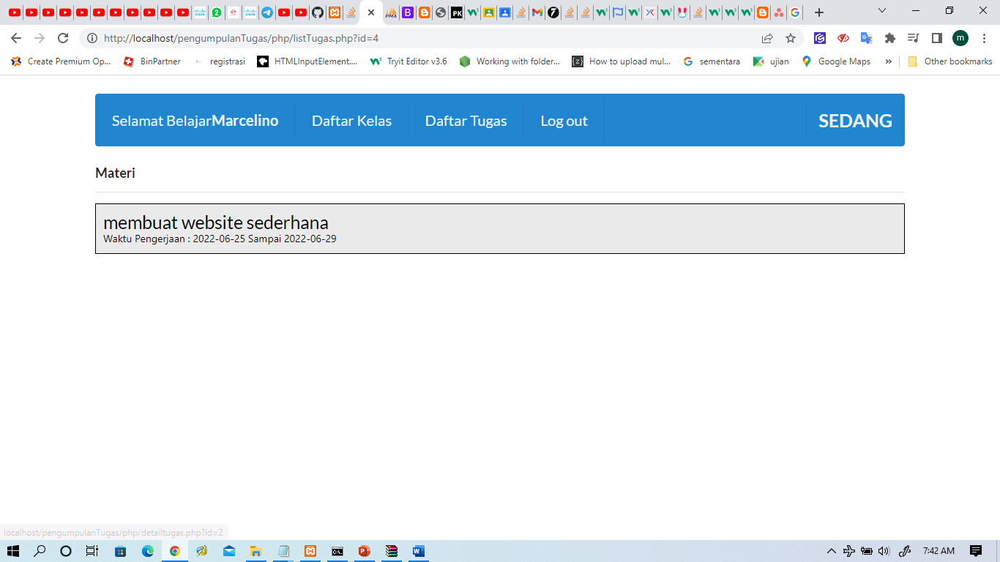 http://localhost/pengumpulanTugas/php/listTugas.php?id=4
m
Create Premium Op... BinPartner registrasi HTMLInputElement.... Tryit Editor v3.6 Working with folder... How to upload mul... sementara ujian Google Maps » Other bookmarks
Selamat BelajarMarcelino Daftar Kelas Daftar Tugas Log out SEDANG
Materi
membuat website sederhana
Waktu Pengerjaan : 2022-06-25 Sampai 2022-06-29
localhost/pengumpulanTugas/php/detailtugas.php?id=2
7:42 AM